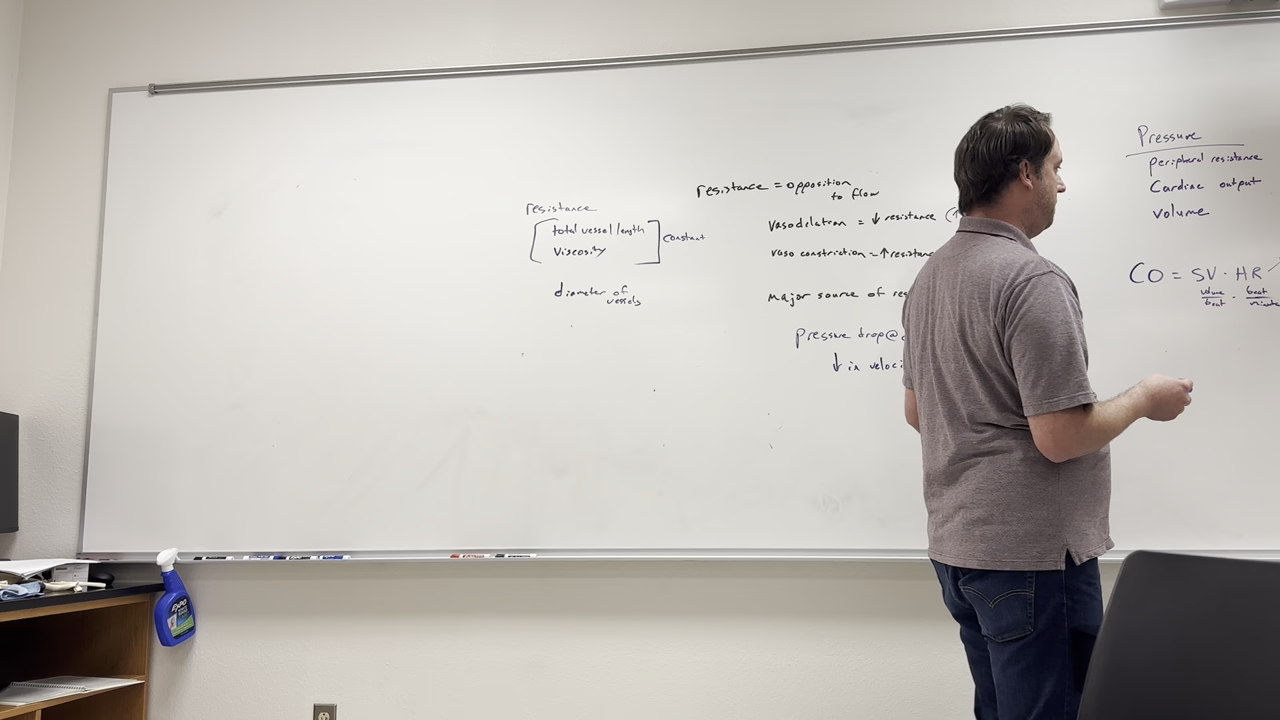 resistance
total vessel length
Viscosity
constant
diameter of
vessels
resistance = opposition
to flow
Vasodilation = ↓ resistance (↑
vaso constriction = ↑ resistance
major source of res
pressure drop@
↓ in veloci
Pressure
peripheral resistance
Cardiac output
volume
CO = SV · HR
volume/beat · beat/minute
EXPO